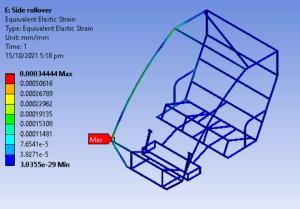 E: Side rollover
Equivalent Elastic Strain
Type: Equivalent Elastic Strain
Unit: mm/mm
Time: 1
15/10/2021 5:18 pm
0.00034444 Max
0.00030616
0.00026789
0.00022962
0.00019135
0.00015308
0.00011481
7.6541e-5
3.8271e-5
3.0355e-29 Min
Max